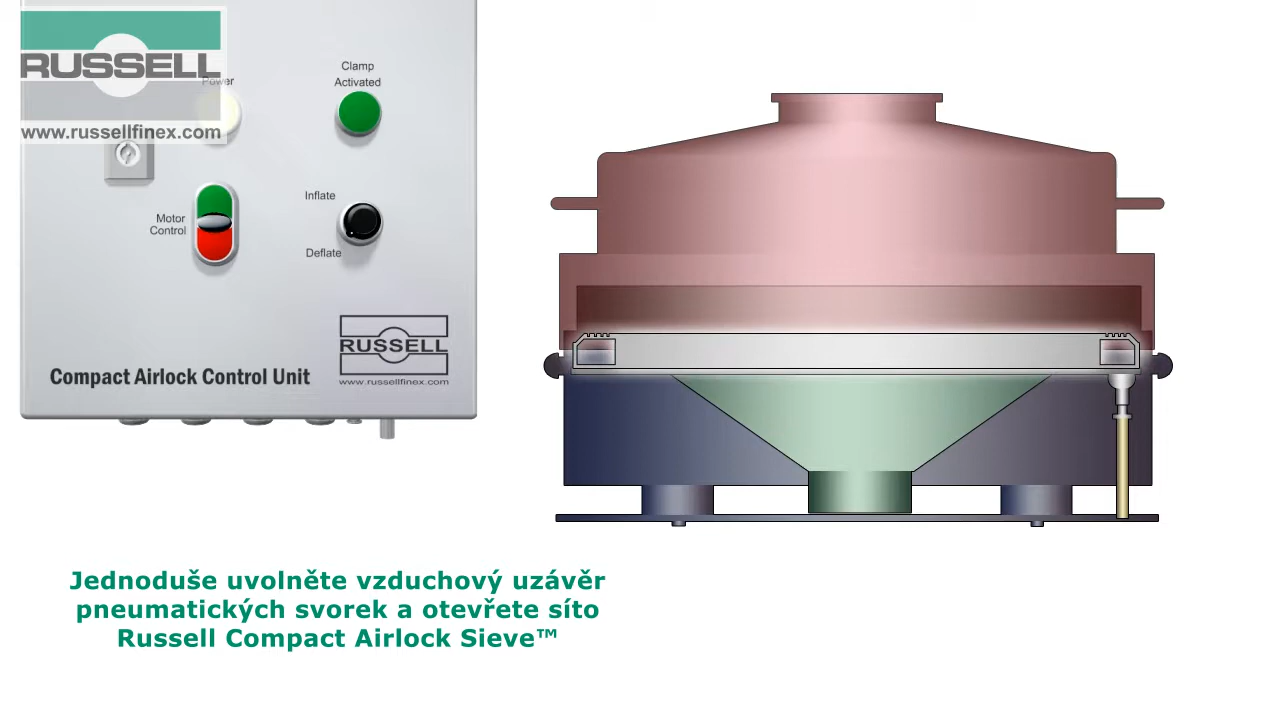 RUSSELL
www.russellfinex.com
Power
Clamp
Activated
Motor
Control
Inflate
Deflate
RUSSELL
www.russellfinex.com
Compact Airlock Control Unit
Jednoduše uvolněte vzduchový uzávěr
pneumatických svorek a otevřete síto
Russell Compact Airlock Sieve™